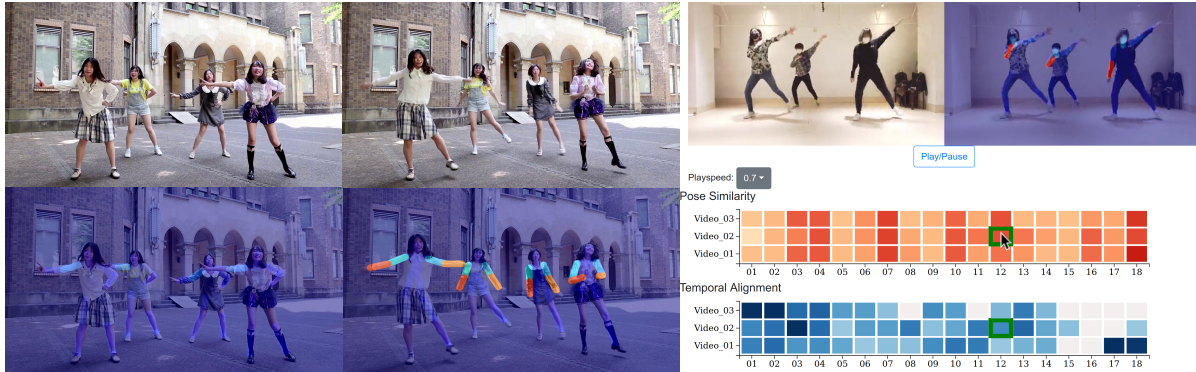 Play/Pause
Playspeed: 0.7
Pose Similarity
Video_03
Video_02
Video_01
01 02 03 04 05 06 07 08 09 10 11 12 13 14 15 16 17 18
Temporal Alignment
Video_03
Video_02
Video_01
01 02 03 04 05 06 07 08 09 10 11 12 13 14 15 16 17 18